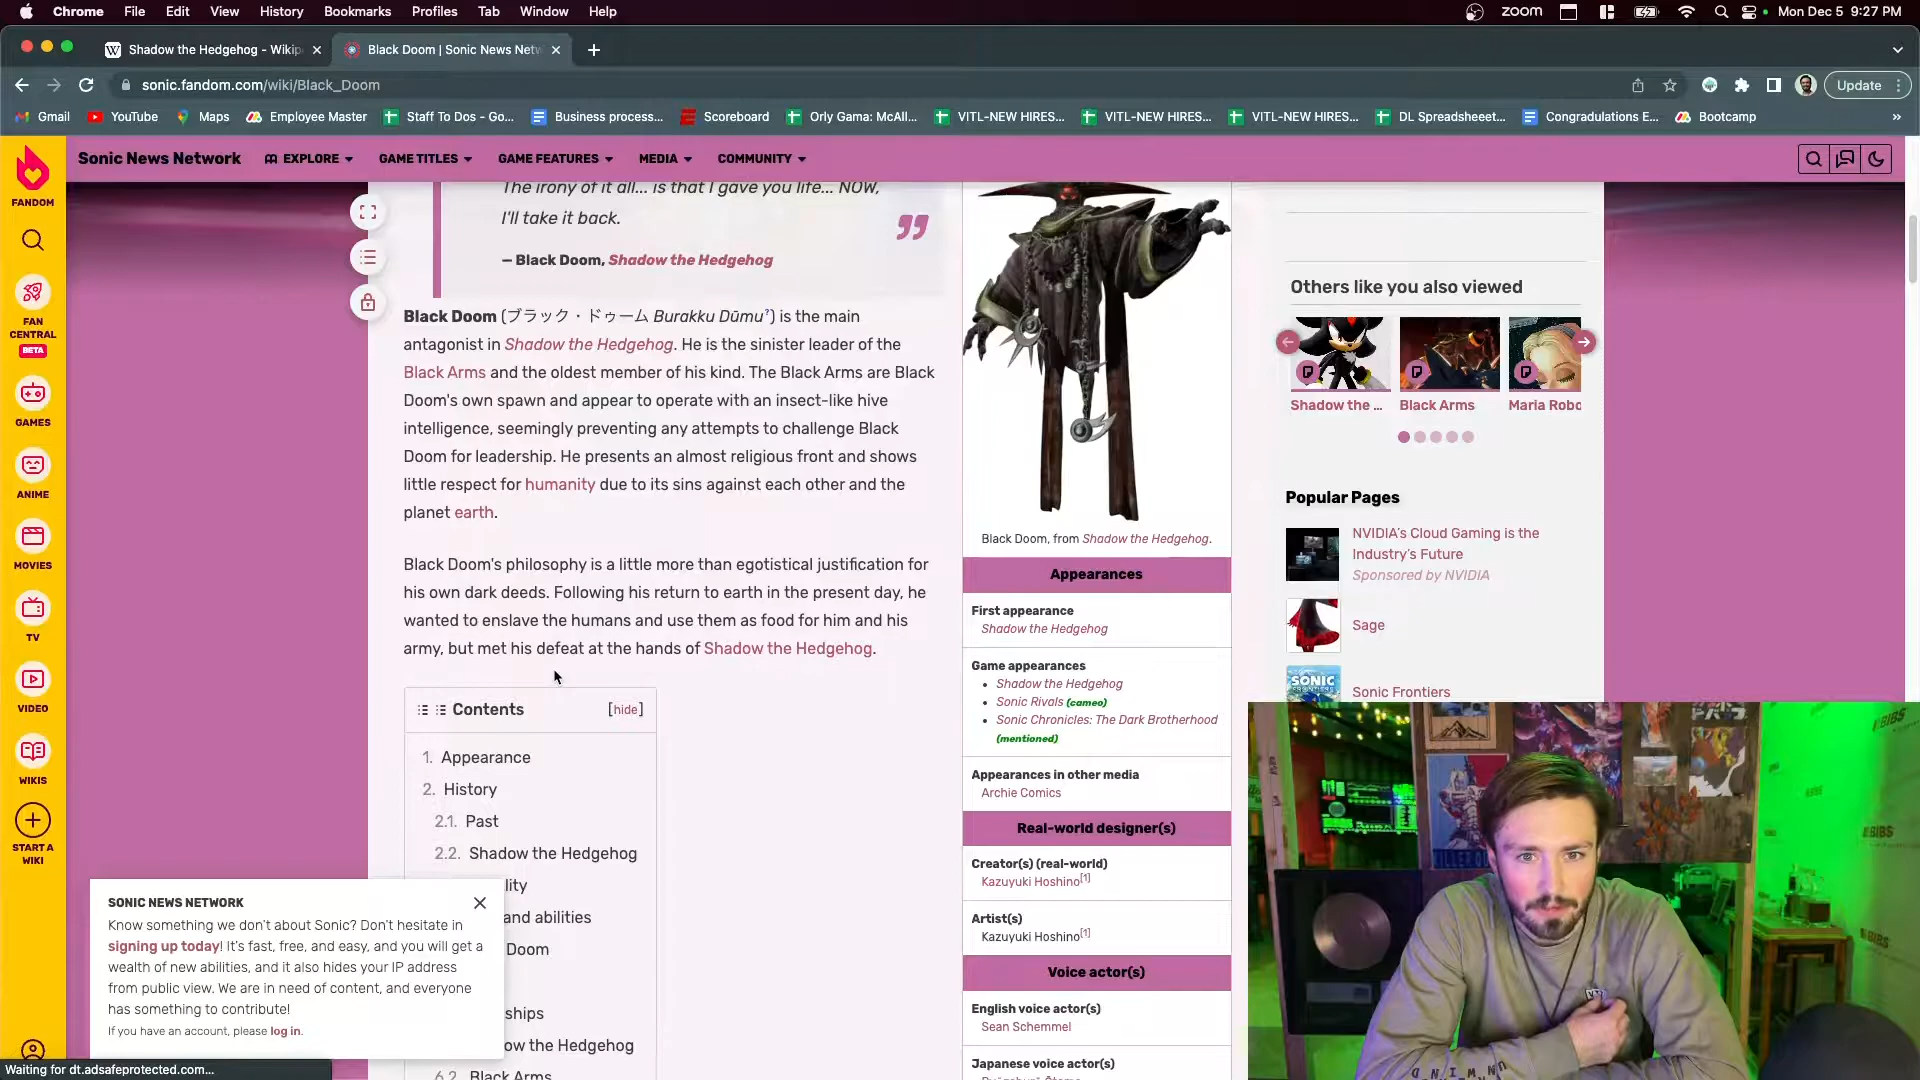 Chrome File Edit View History Bookmarks Profiles Tab Window Help
zoom
Mon Dec 5 9:27 PM
Shadow the Hedgehog - Wikip
Black Doom | Sonic News Netw
sonic.fandom.com/wiki/Black_Doom
Update
Gmail YouTube Maps Employee Master Staff To Dos - Go... Business process... Scoreboard Orly Gama: McAll... VITL-NEW HIRES... VITL-NEW HIRES... VITL-NEW HIRES... DL Spreadsheeet... Congradulations E... Bootcamp »
Sonic News Network EXPLORE GAME TITLES GAME FEATURES MEDIA COMMUNITY
FANDOM
FAN
CENTRAL
BETA
GAMES
ANIME
MOVIES
TV
VIDEO
WIKIS
START A
WIKI
The irony of it all... is that I gave you life... NOW,
I'll take it back.
— Black Doom, Shadow the Hedgehog
Black Doom (ブラック・ドゥーム Burakku Dūmu?) is the main
antagonist in Shadow the Hedgehog. He is the sinister leader of the
Black Arms and the oldest member of his kind. The Black Arms are Black
Doom's own spawn and appear to operate with an insect-like hive
intelligence, seemingly preventing any attempts to challenge Black
Doom for leadership. He presents an almost religious front and shows
little respect for humanity due to its sins against each other and the
planet earth.
Black Doom's philosophy is a little more than egotistical justification for
his own dark deeds. Following his return to earth in the present day, he
wanted to enslave the humans and use them as food for him and his
army, but met his defeat at the hands of Shadow the Hedgehog.
Contents [hide]
1. Appearance
2. History
2.1. Past
2.2. Shadow the Hedgehog
lity
and abilities
Doom
ships
ow the Hedgehog
6.2. Black Arms
SONIC NEWS NETWORK
Know something we don't about Sonic? Don't hesitate in
signing up today! It's fast, free, and easy, and you will get a
wealth of new abilities, and it also hides your IP address
from public view. We are in need of content, and everyone
has something to contribute!
If you have an account, please log in.
Waiting for dt.adsafeprotected.com...
Black Doom, from Shadow the Hedgehog.
Appearances
First appearance
Shadow the Hedgehog
Game appearances
Shadow the Hedgehog
Sonic Rivals (cameo)
Sonic Chronicles: The Dark Brotherhood
(mentioned)
Appearances in other media
Archie Comics
Real-world designer(s)
Creator(s) (real-world)
Kazuyuki Hoshino[1]
Artist(s)
Kazuyuki Hoshino[1]
Voice actor(s)
English voice actor(s)
Sean Schemmel
Japanese voice actor(s)
Others like you also viewed
Shadow the ... Black Arms Maria Robo
Popular Pages
NVIDIA's Cloud Gaming is the
Industry's Future
Sponsored by NVIDIA
Sage
Sonic Frontiers